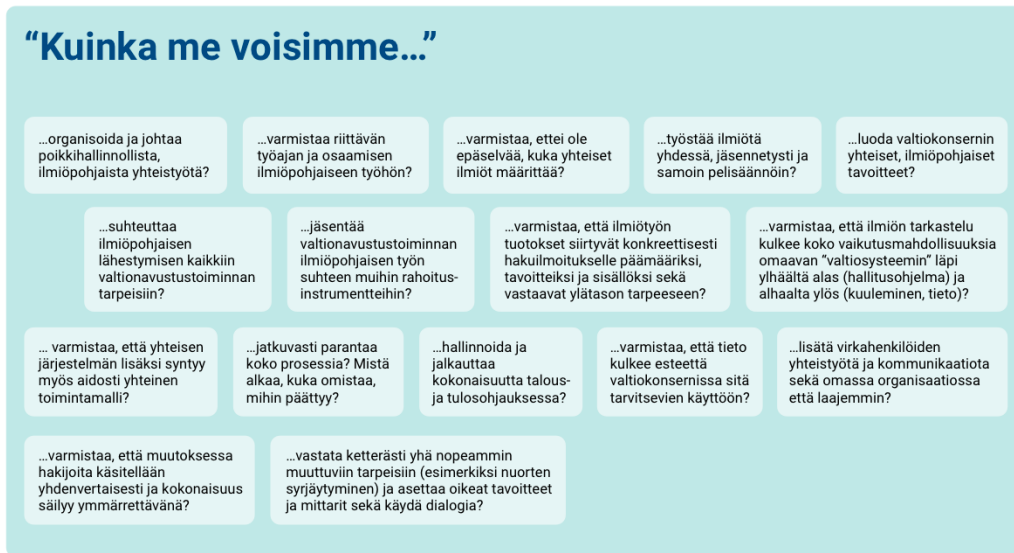 “Kuinka me voisimme...”
...organisoida ja johtaa
poikkihallinnollista,
ilmiöpohjaista yhteistyötä?
...varmistaa riittävän
työajan ja osaamisen
ilmiöpohjaiseen työhön?
...varmistaa, ettei ole
epäselvää, kuka yhteiset
ilmiöt määrittää?
...työstää ilmiötä
yhdessä, jäsennetysti ja
samoin pelisäännöin?
...luoda valtiokonsernin
yhteiset, ilmiöpohjaiset
tavoitteet?
...suhteuttaa
ilmiöpohjaisen
lähestymisen kaikkiin
valtionavustustoiminnan
tarpeisiin?
...jäsentää
valtionavustustoiminnan
ilmiöpohjaisen työn
suhteen muihin rahoitus-
instrumentteihin?
...varmistaa, että ilmiötyön
tuotokset siirtyvät konkreettisesti
hakuilmoitukselle päämääriksi,
tavoitteiksi ja sisällöksi sekä
vastaavat ylätason tarpeeseen?
...varmistaa, että ilmiön tarkastelu
kulkee koko vaikutusmahdollisuuksia
omaavan “valtiosysteemin” läpi
ylhäältä alas (hallitusohjelma) ja
alhaalta ylös (kuuleminen, tieto)?
... varmistaa, että yhteisen
järjestelmän lisäksi syntyy
myös aidosti yhteinen
toimintamalli?
...jatkuvasti parantaa
koko prosessia? Mistä
alkaa, kuka omistaa,
mihin päättyy?
...hallinnoida ja
jalkauttaa
kokonaisuutta talous-
ja tulosohjauksessa?
...varmistaa, että tieto
kulkee esteettä
valtiokonsernissa sitä
tarvitsevien käyttöön?
...lisätä virkahenkilöiden
yhteistyötä ja kommunikaatiota
sekä omassa organisaatiossa
että laajemmin?
...varmistaa, että muutoksessa
hakijoita käsitellään
yhdenvertaisesti ja kokonaisuus
säilyy ymmärrettävänä?
...vastata ketterästi yhä nopeammin
muuttuviin tarpeisiin (esimerkiksi nuorten
syrjäytyminen) ja asettaa oikeat tavoitteet
ja mittarit sekä käydä dialogia?